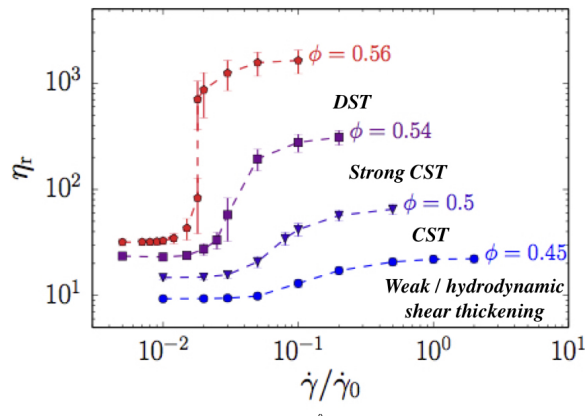 10³
10²
10¹
ηr
ϕ = 0.56
DST
ϕ = 0.54
Strong CST
ϕ = 0.5
CST
ϕ = 0.45
Weak / hydrodynamic
shear thickening
10⁻² 10⁻¹ 10⁰ 10¹
γ̇/γ̇₀